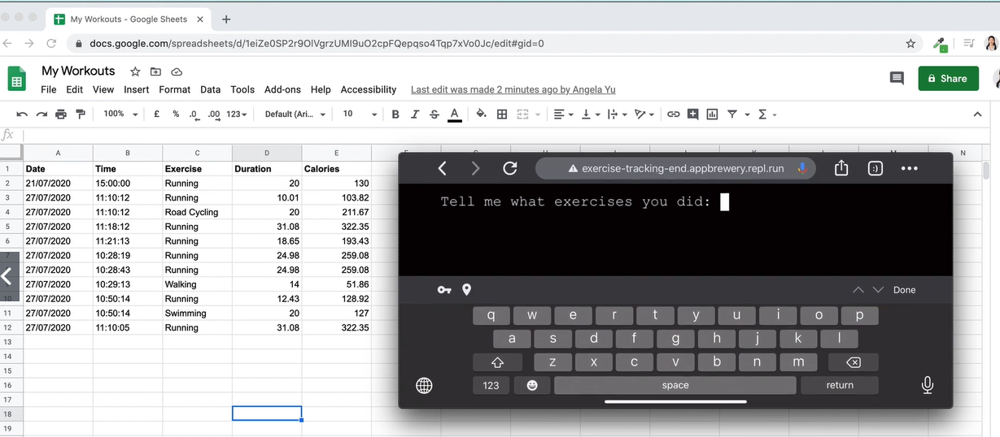 My Workouts - Google Sheets
docs.google.com/spreadsheets/d/1eiZe0SP2r9OlVgrzUMI9uO2cpFQepqso4Tqp7xVo0Jc/edit#gid=0
My Workouts
File Edit View Insert Format Data Tools Add-ons Help Accessibility Last edit was made 2 minutes ago by Angela Yu
Share
100% £ % .0 .00 123 Default (Ari... 10 B I S A
fx
A B C D E N
1 Date Time Exercise Duration Calories
2 21/07/2020 15:00:00 Running 20 130
3 27/07/2020 11:10:12 Running 10.01 103.82
4 27/07/2020 11:10:12 Road Cycling 20 211.67
5 27/07/2020 11:18:12 Running 31.08 322.35
6 27/07/2020 11:21:13 Running 18.65 193.43
7 27/07/2020 10:28:19 Running 24.98 259.08
27/07/2020 10:28:43 Running 24.98 259.08
27/07/2020 10:29:13 Walking 14 51.86
10 27/07/2020 10:50:14 Running 12.43 128.92
11 27/07/2020 10:50:14 Swimming 20 127
12 27/07/2020 11:10:05 Running 31.08 322.35
13
14
15
16
17
18
19
exercise-tracking-end.appbrewery.repl.run
Tell me what exercises you did:
Done
q w e r t y u i o p
a s d f g h j k l
z x c v b n m
123 space return